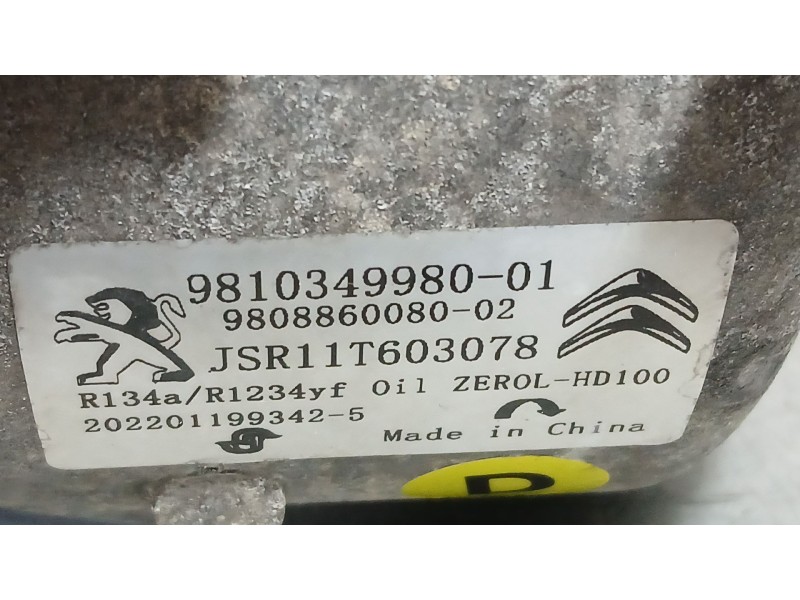 9810349980-01
9808860080-02
JSR11T603078
R134a/R1234yf Oil ZEROL-HD100
202201199342-5
Made in China
D